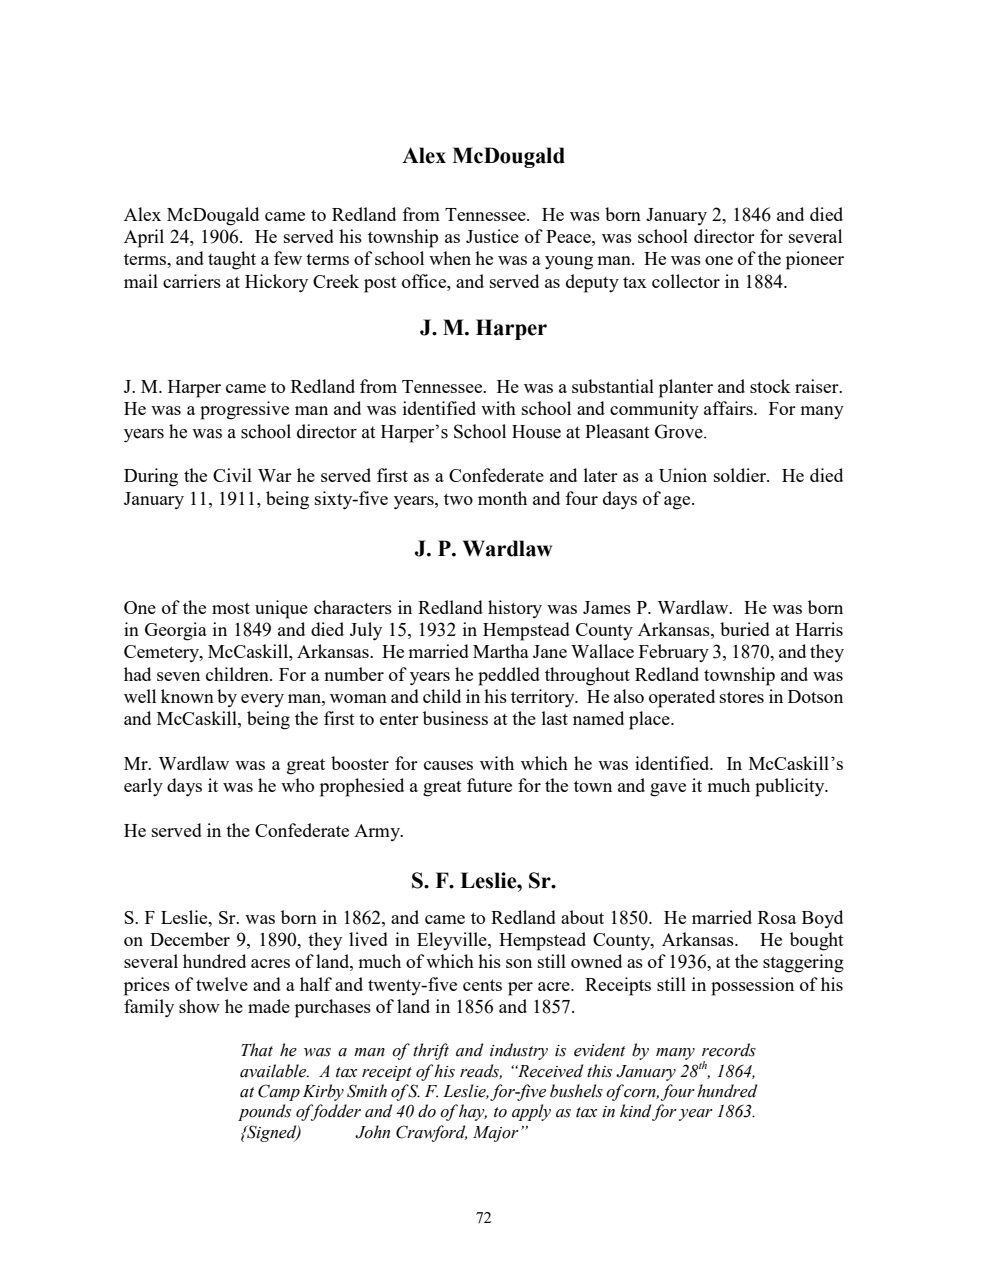 Alex McDougald
Alex McDougald came to Redland from Tennessee.  He was born January 2, 1846 and died
April 24, 1906.  He served his township as Justice of Peace, was school director for several
terms, and taught a few terms of school when he was a young man.  He was one of the pioneer
mail carriers at Hickory Creek post office, and served as deputy tax collector in 1884.
J. M. Harper
J. M. Harper came to Redland from Tennessee.  He was a substantial planter and stock raiser.
He was a progressive man and was identified with school and community affairs.  For many
years he was a school director at Harper’s School House at Pleasant Grove.
During the Civil War he served first as a Confederate and later as a Union soldier.  He died
January 11, 1911, being sixty-five years, two month and four days of age.
J. P. Wardlaw
One of the most unique characters in Redland history was James P. Wardlaw.  He was born
in Georgia in 1849 and died July 15, 1932 in Hempstead County Arkansas, buried at Harris
Cemetery, McCaskill, Arkansas.  He married Martha Jane Wallace February 3, 1870, and they
had seven children. For a number of years he peddled throughout Redland township and was
well known by every man, woman and child in his territory.  He also operated stores in Dotson
and McCaskill, being the first to enter business at the last named place.
Mr. Wardlaw was a great booster for causes with which he was identified.  In McCaskill’s
early days it was he who prophesied a great future for the town and gave it much publicity.
He served in the Confederate Army.
S. F. Leslie, Sr.
S. F Leslie, Sr. was born in 1862, and came to Redland about 1850.  He married Rosa Boyd
on December 9, 1890, they lived in Eleyville, Hempstead County, Arkansas.   He bought
several hundred acres of land, much of which his son still owned as of 1936, at the staggering
prices of twelve and a half and twenty-five cents per acre.  Receipts still in possession of his
family show he made purchases of land in 1856 and 1857.
That he was a man of thrift and industry is evident by many records
available.  A tax receipt of his reads, “Received this January 28th, 1864,
at Camp Kirby Smith of S. F. Leslie, for-five bushels of corn, four hundred
pounds of fodder and 40 do of hay, to apply as tax in kind for year 1863.
{Signed)          John Crawford, Major”
72